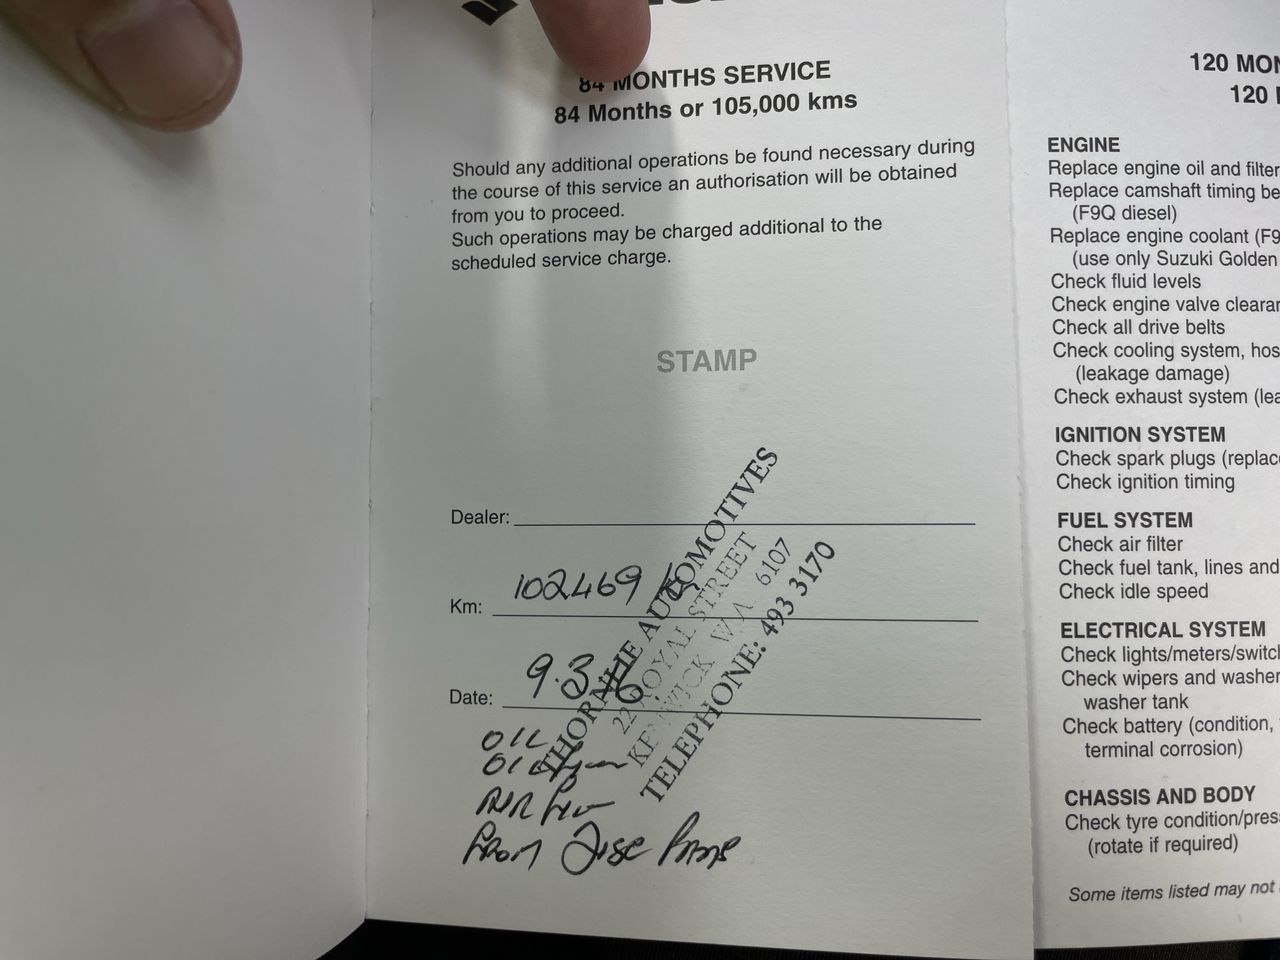 84 MONTHS SERVICE
84 Months or 105,000 kms
Should any additional operations be found necessary during
the course of this service an authorisation will be obtained
from you to proceed.
Such operations may be charged additional to the
scheduled service charge.
STAMP
Dealer:
Km: 102469
Date: 9.3
THORNLIE AUTOMOTIVES
22 ROYAL STREET
KENWICK W.A. 6107
TELEPHONE: 493 3170
OIL
OIL
AIR
FRONT DISC PADS
120 MON
120
ENGINE
Replace engine oil and filter
Replace camshaft timing be
(F9Q diesel)
Replace engine coolant (F9
(use only Suzuki Golden
Check fluid levels
Check engine valve clearan
Check all drive belts
Check cooling system, hos
(leakage damage)
Check exhaust system (lea
IGNITION SYSTEM
Check spark plugs (replace
Check ignition timing
FUEL SYSTEM
Check air filter
Check fuel tank, lines and
Check idle speed
ELECTRICAL SYSTEM
Check lights/meters/switch
Check wipers and washer
washer tank
Check battery (condition,
terminal corrosion)
CHASSIS AND BODY
Check tyre condition/press
(rotate if required)
Some items listed may not